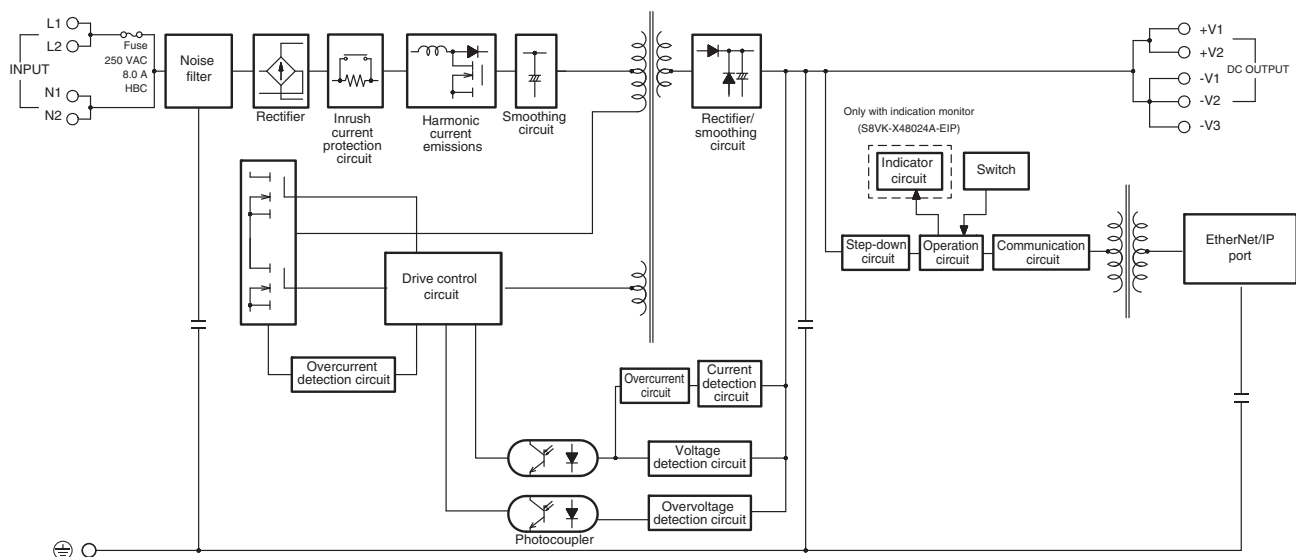 L1
L2
INPUT
N1
N2
Fuse
250 VAC
8.0 A
HBC
Noise
filter
Rectifier
Inrush
current
protection
circuit
Harmonic
current
emissions
Smoothing
circuit
Rectifier/
smoothing
circuit
+V1
+V2
DC OUTPUT
-V1
-V2
-V3
Only with indication monitor
(S8VK-X48024A-EIP)
Indicator
circuit
Switch
Step-down
circuit
Operation
circuit
Communication
circuit
EtherNet/IP
port
Drive control
circuit
Overcurrent
detection circuit
Overcurrent
circuit
Current
detection
circuit
Voltage
detection circuit
Overvoltage
detection circuit
Photocoupler